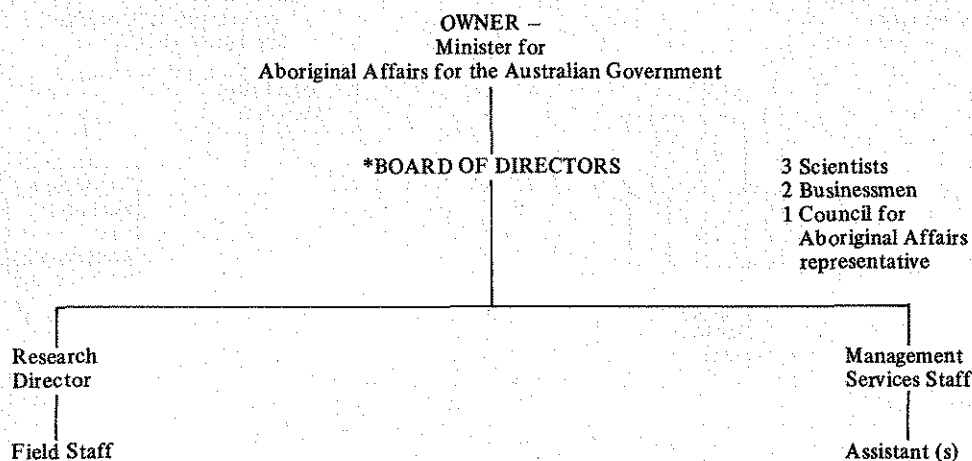 OWNER –
Minister for
Aboriginal Affairs for the Australian Government
*BOARD OF DIRECTORS
3 Scientists
2 Businessmen
1 Council for
Aboriginal Affairs
representative
Research
Director
Management
Services Staff
Field Staff
Assistant (s)